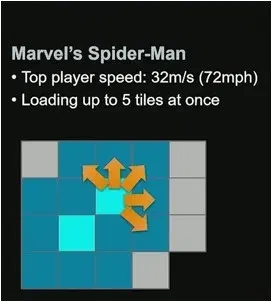 Marvel's Spider-Man
• Top player speed: 32m/s (72mph)
• Loading up to 5 tiles at once